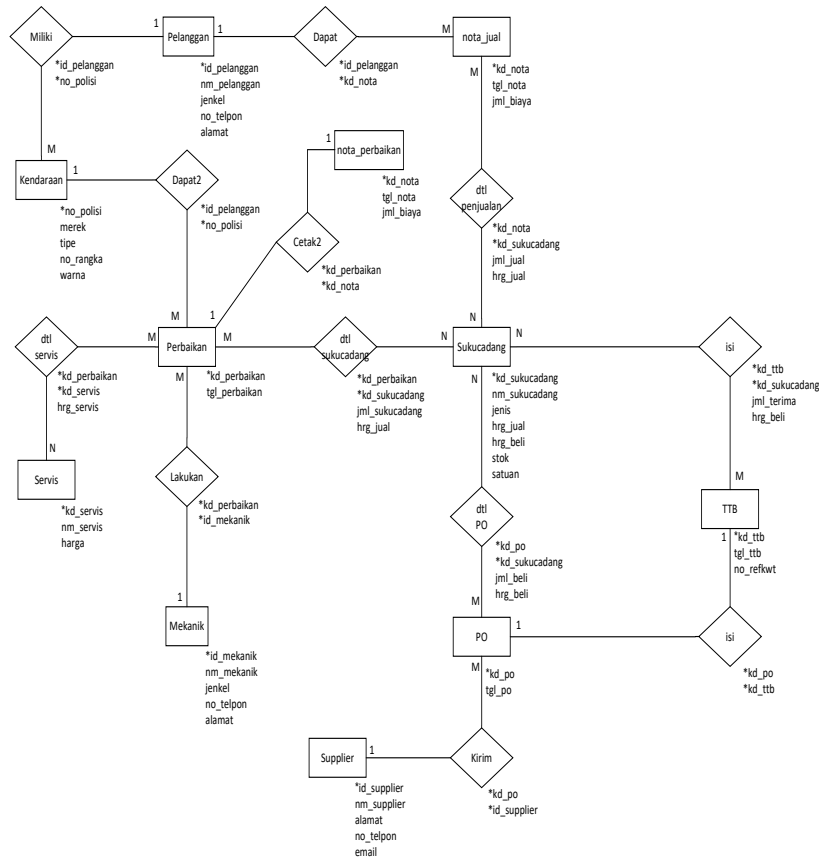 Miliki
1
Pelanggan
1
Dapat
M
nota_jual
*id_pelanggan
*no_polisi
*id_pelanggan
nm_pelanggan
jenkel
no_telpon
alamat
*id_pelanggan
*kd_nota
M
*kd_nota
tgl_nota
jml_biaya
M
Kendaraan
1
Dapat2
*no_polisi
merek
tipe
no_rangka
warna
*id_pelanggan
*no_polisi
1
nota_perbaikan
*kd_nota
tgl_nota
jml_biaya
Cetak2
*kd_perbaikan
*kd_nota
dtl
penjualan
*kd_nota
*kd_sukucadang
jml_jual
hrg_jual
M
1
N
dtl
servis
M
Perbaikan
M
dtl
sukucadang
N
Sukucadang
N
isi
*kd_perbaikan
*kd_servis
hrg_servis
M
*kd_perbaikan
tgl_perbaikan
*kd_perbaikan
*kd_sukucadang
jml_sukucadang
hrg_jual
N
*kd_sukucadang
nm_sukucadang
jenis
hrg_jual
hrg_beli
stok
satuan
*kd_ttb
*kd_sukucadang
jml_terima
hrg_beli
N
Servis
*kd_servis
nm_servis
harga
Lakukan
*kd_perbaikan
*id_mekanik
M
TTB
1
*kd_ttb
tgl_ttb
no_refkwt
dtl
PO
*kd_po
*kd_sukucadang
jml_beli
hrg_beli
1
Mekanik
*id_mekanik
nm_mekanik
jenkel
no_telpon
alamat
M
PO
1
isi
M
*kd_po
tgl_po
*kd_po
*kd_ttb
Supplier
1
Kirim
*id_supplier
nm_supplier
alamat
no_telpon
email
*kd_po
*id_supplier